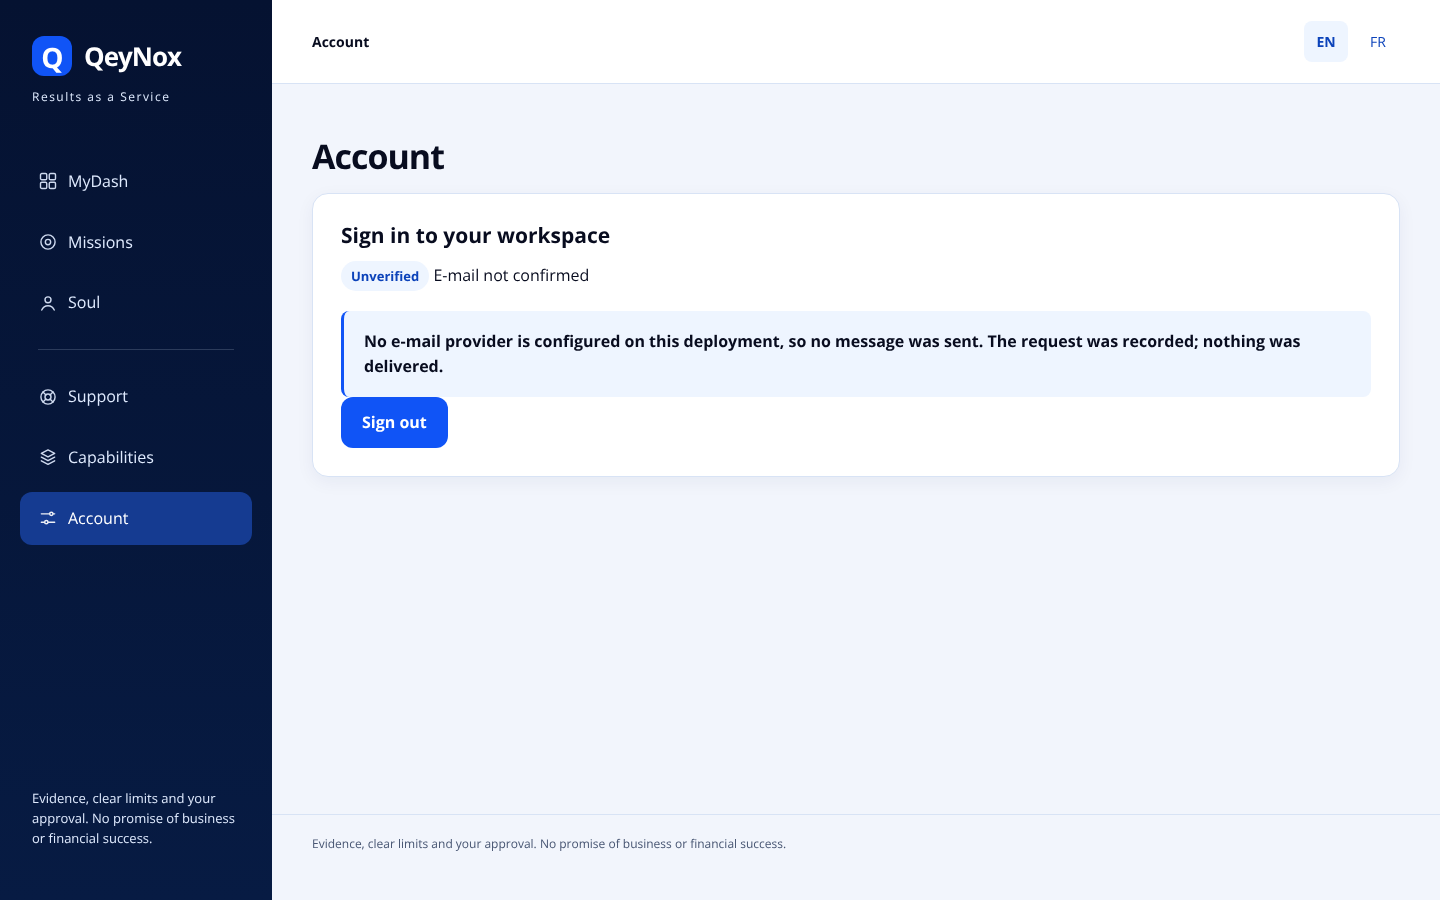 Q QeyNox
Results as a Service
MyDash
Missions
Soul
Support
Capabilities
Account
Evidence, clear limits and your
approval. No promise of business
or financial success.
Account
EN FR
Account
Sign in to your workspace
Unverified E-mail not confirmed
No e-mail provider is configured on this deployment, so no message was sent. The request was recorded; nothing was
delivered.
Sign out
Evidence, clear limits and your approval. No promise of business or financial success.